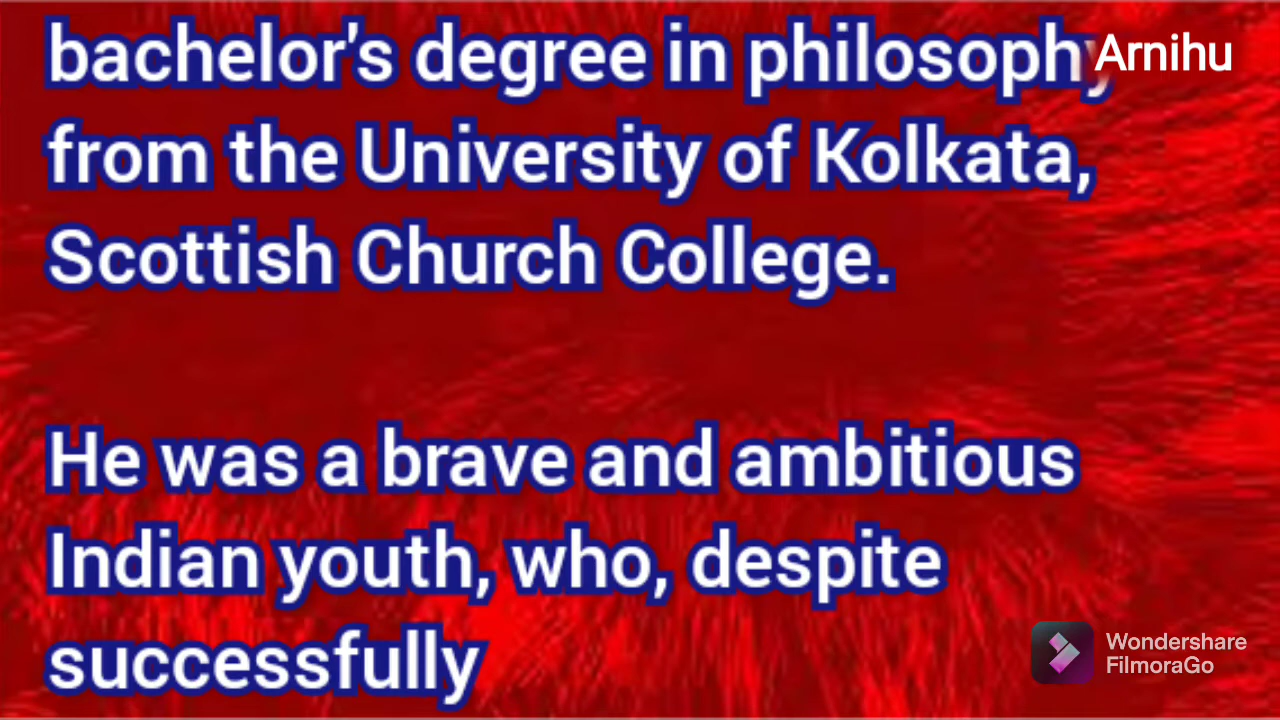 bachelor's degree in philosophy
Arnihu
from the University of Kolkata,
Scottish Church College.
He was a brave and ambitious
Indian youth, who, despite
successfully
Wondershare
FilmoraGo